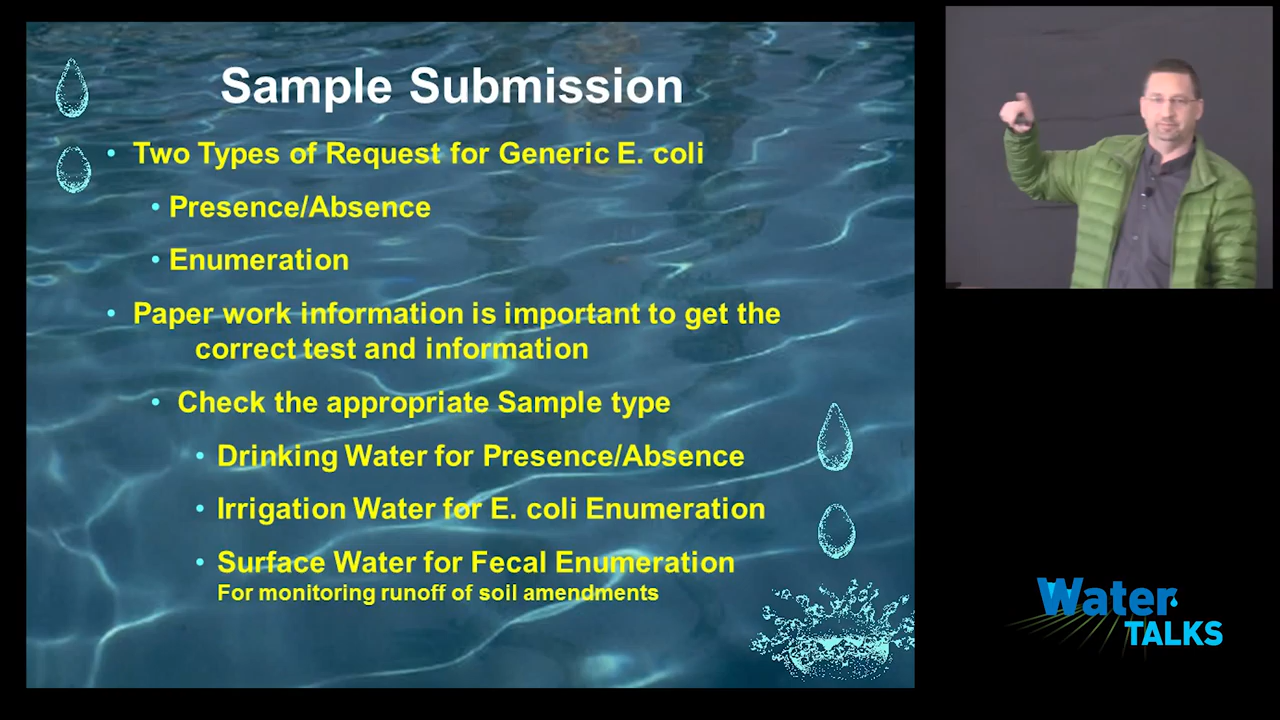 Sample Submission
• Two Types of Request for Generic E. coli
• Presence/Absence
• Enumeration
• Paper work information is important to get the
correct test and information
• Check the appropriate Sample type
• Drinking Water for Presence/Absence
• Irrigation Water for E. coli Enumeration
• Surface Water for Fecal Enumeration
For monitoring runoff of soil amendments
Water
TALKS